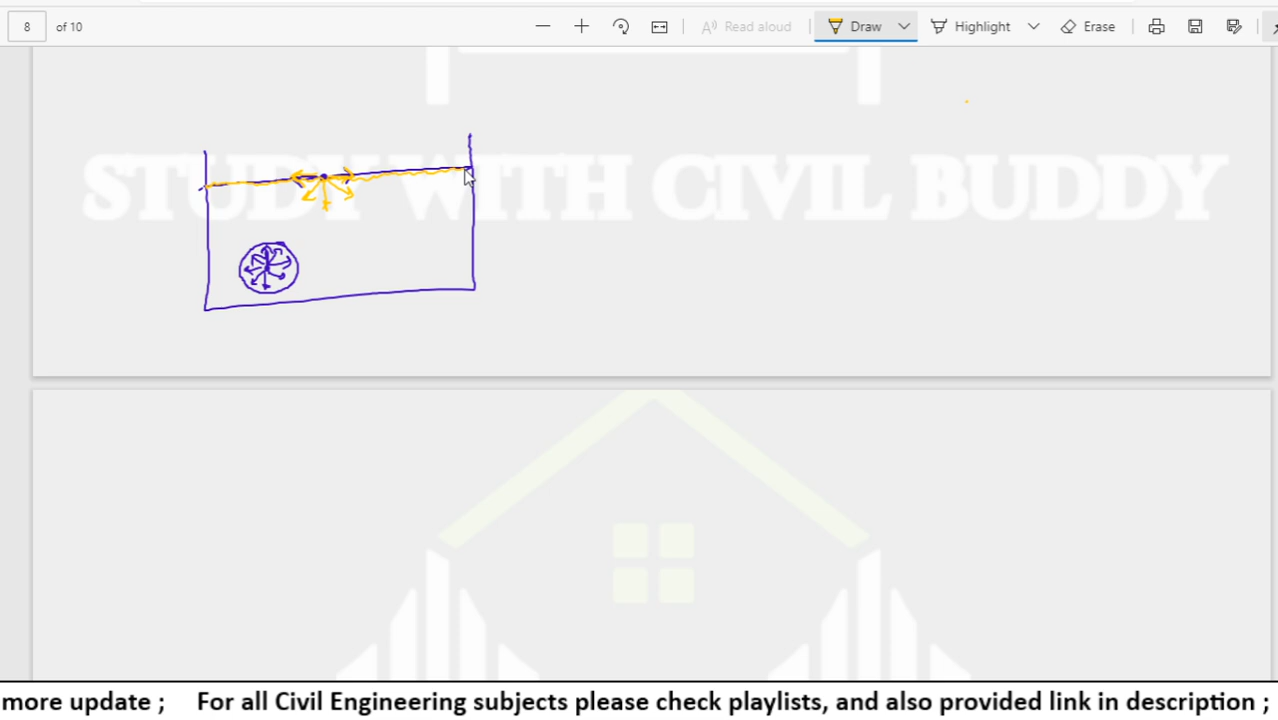 8 of 10 Read aloud Draw Highlight Erase
STUDY WITH CIVIL BUDDY
more update ; For all Civil Engineering subjects please check playlists, and also provided link in description ;